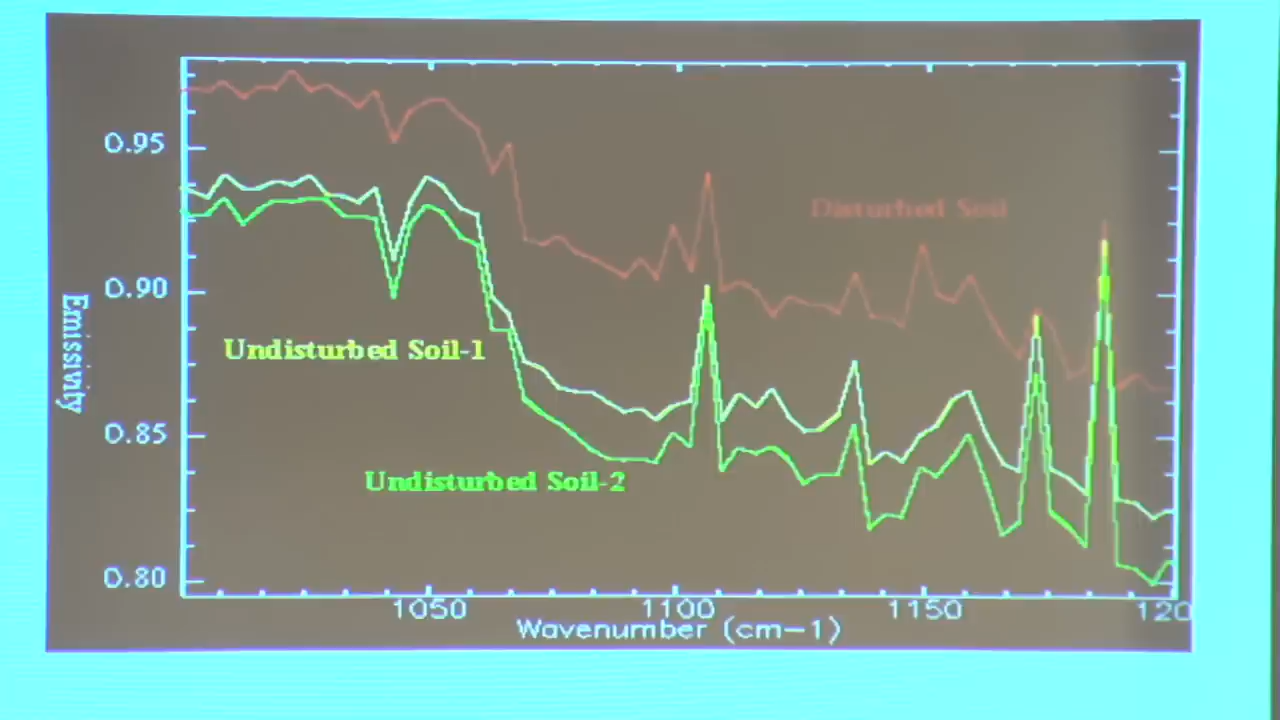 0.95
Disturbed Soil
0.90
Emissivity
Undisturbed Soil-1
0.85
Undisturbed Soil-2
0.80
1050
1100
1150
120
Wavenumber (cm-1)